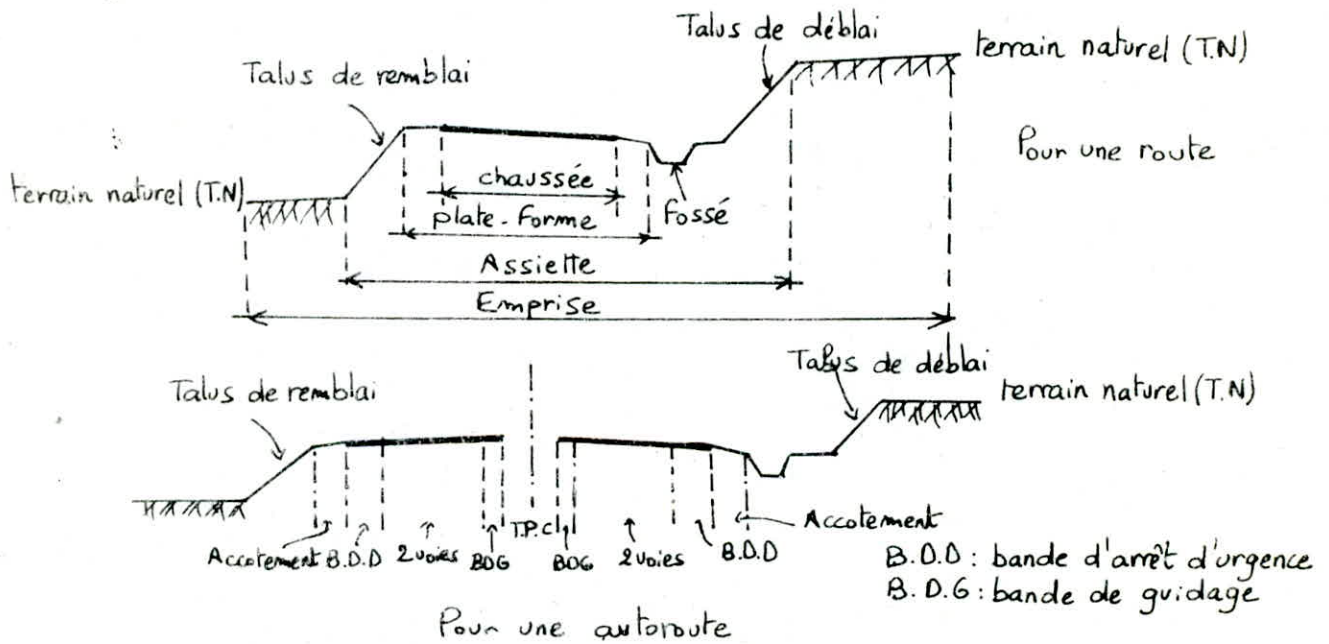 Talus de déblai
terrain naturel (T.N)
Talus de remblai
Pour une route
terrain naturel (T.N)
chaussée
plate-forme
fossé
Assiette
Emprise
Talus de déblai
terrain naturel (T.N)
Talus de remblai
Accotement B.D.D 2 voies BDG T.P.C BDG 2 voies B.D.D Accotement
B.D.D : bande d'arrêt d'urgence
B.D.G : bande de guidage
Pour une autoroute